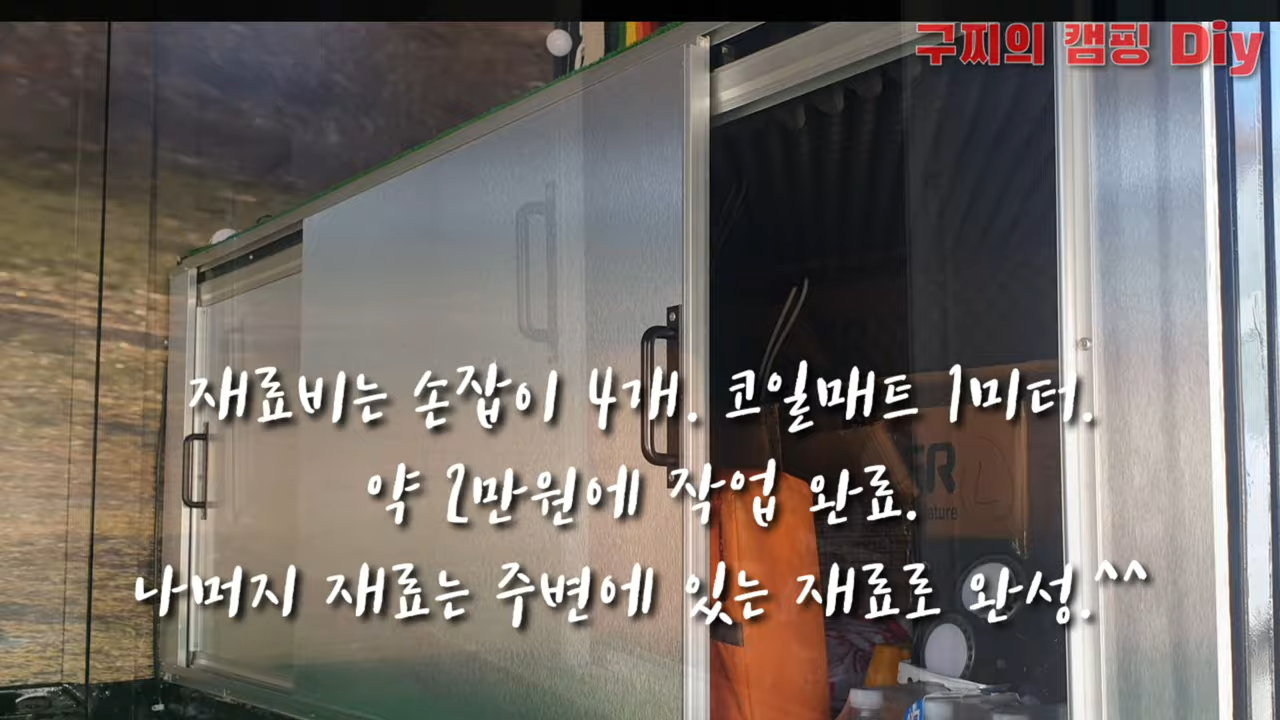 구찌의 캠핑 Diy
재료비는 손잡이 4개. 코일매트 1미터.
약 2만원에 작업 완료.
나머지 재료는 주변에 있는 재료로 완성.^^
ature